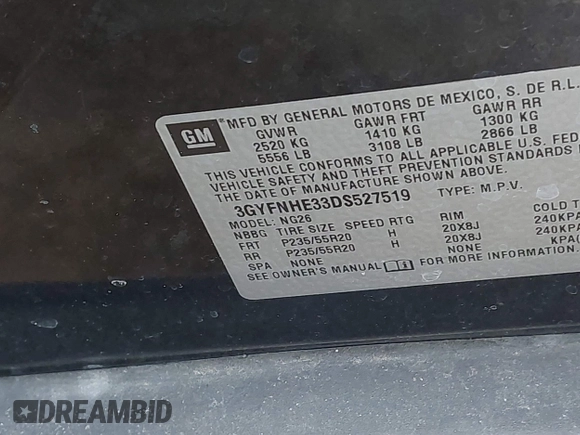 GM
MFD BY GENERAL MOTORS DE MEXICO, S. DE R.L.
GVWR GAWR FRT GAWR RR
2520 KG 1410 KG 1300 KG
5556 LB 3108 LB 2866 LB
THIS VEHICLE CONFORMS TO ALL APPLICABLE U.S. FED
VEHICLE SAFETY AND THEFT PREVENTION STANDARDS
THE DATE OF MANUFACTURE SHOWN ABOVE.
3GYFNHE33DS527519 TYPE: M.P.V.
MODEL: NG26
NBBG TIRE SIZE SPEED RTG RIM COLD T
FRT P235/55R20 H 20X8J 240KPA
RR P235/55R20 H 20X8J 240KPA
SPA NONE NONE KPA(
SEE OWNER'S MANUAL FOR MORE INFORMATION.
DREAMBID